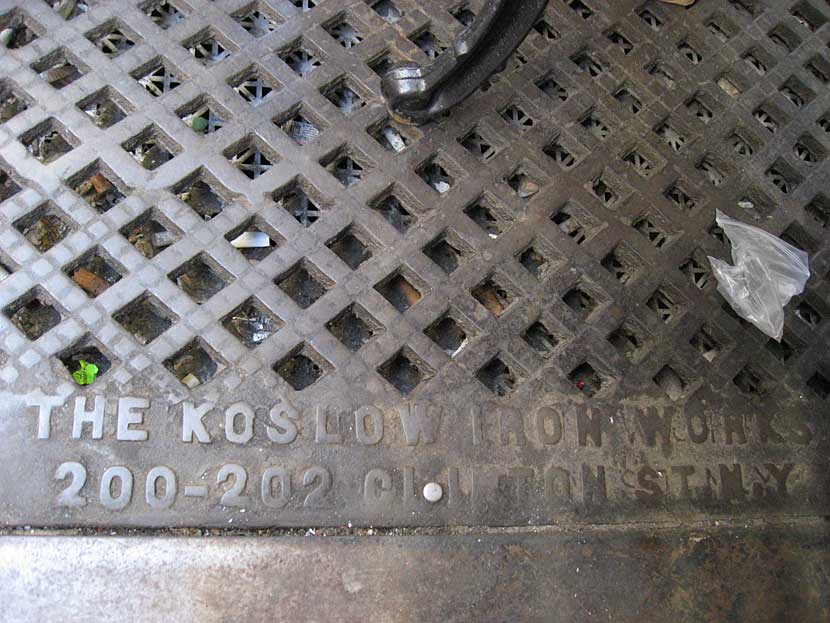 THE KOSLOW IRON WORKS
200-202 CLINTON ST. N.Y.